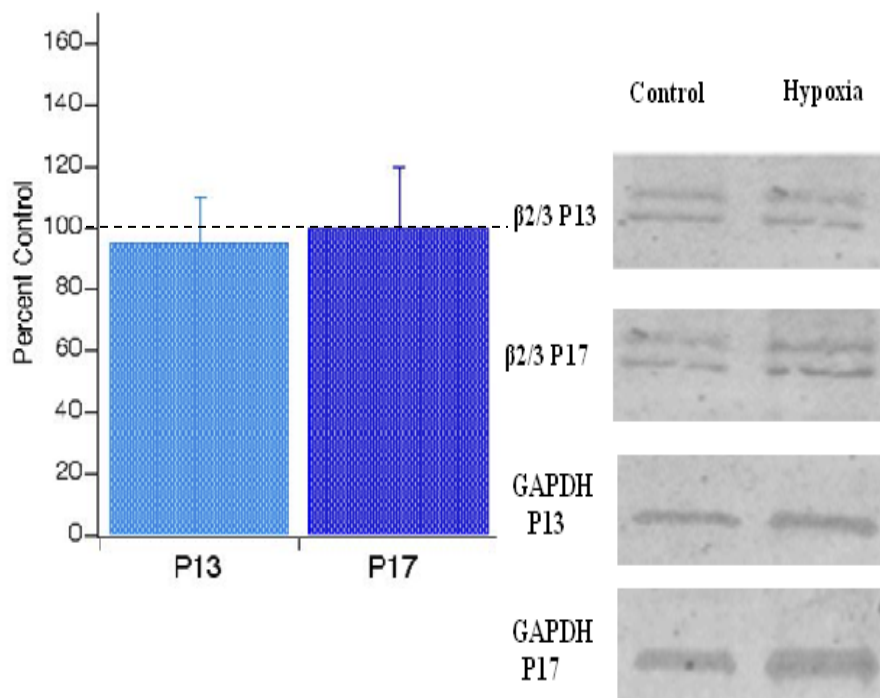 160
140
120
100
80
60
40
20
0
Percent Control
P13
P17
Control
Hypoxia
β2/3 P13
β2/3 P17
GAPDH
P13
GAPDH
P17